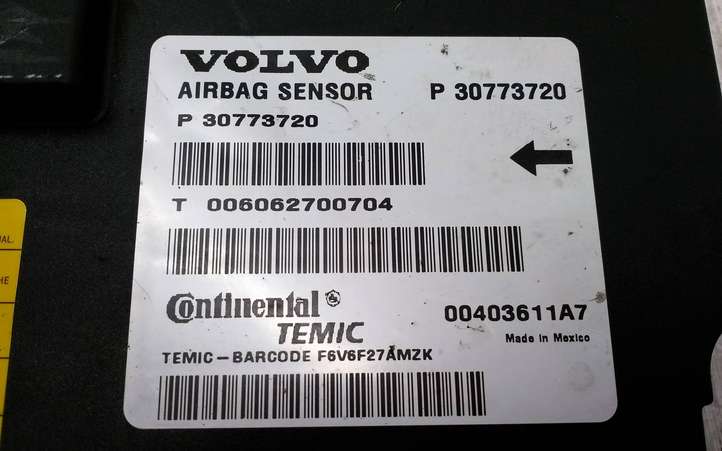 VOLVO
AIRBAG SENSOR P 30773720
P 30773720
T 006062700704
Continental
TEMIC
00403611A7
Made in Mexico
TEMIC-BARCODE F6V6F27AMZK